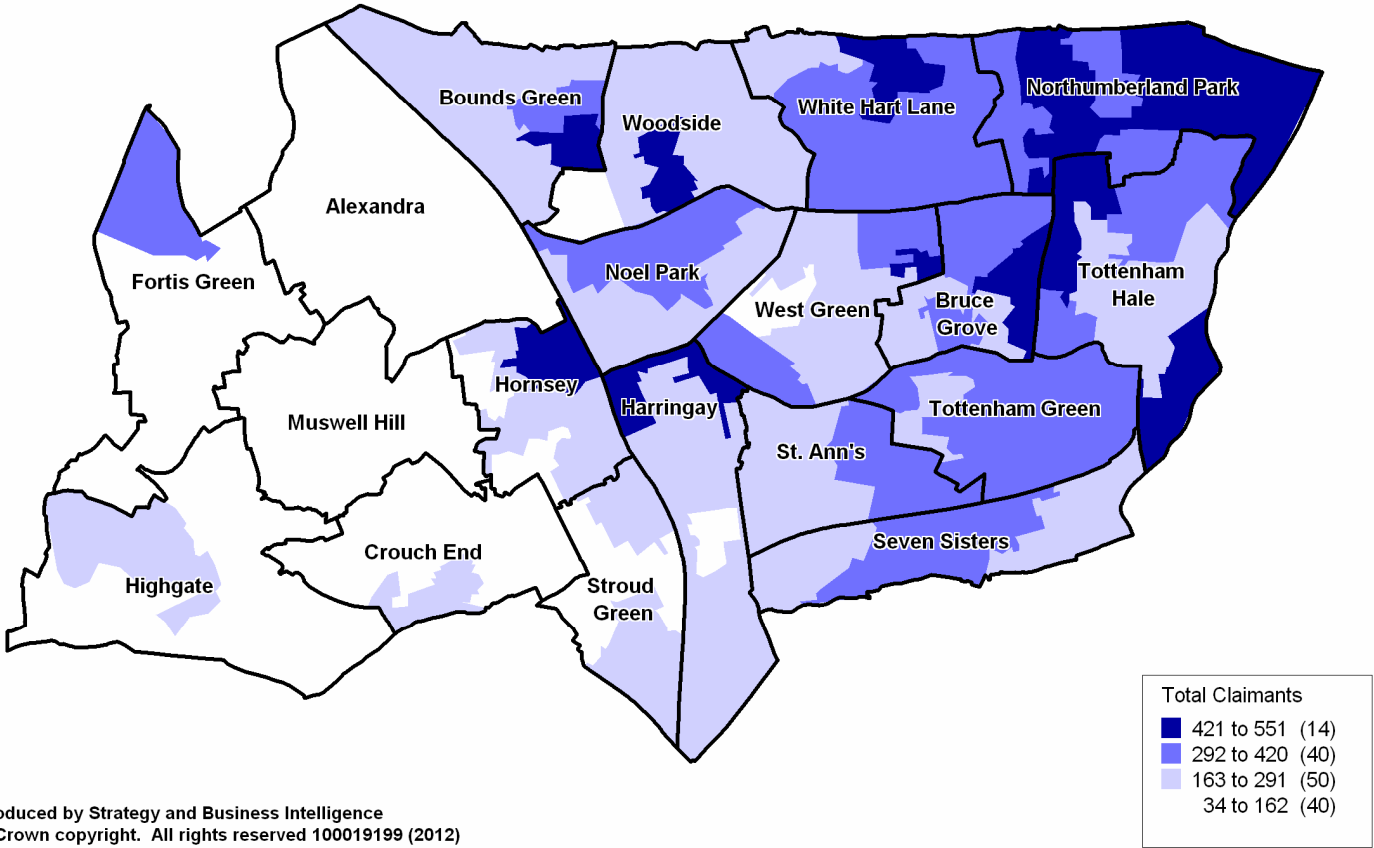 Northumberland Park
Bounds Green
White Hart Lane
Woodside
Alexandra
Fortis Green
Noel Park
Tottenham
Hale
West Green
Bruce
Grove
Hornsey
Harringay
Tottenham Green
Muswell Hill
St. Ann's
Seven Sisters
Crouch End
Highgate
Stroud
Green
Total Claimants
421 to 551 (14)
292 to 420 (40)
163 to 291 (50)
34 to 162 (40)
oduced by Strategy and Business Intelligence
Crown copyright. All rights reserved 100019199 (2012)